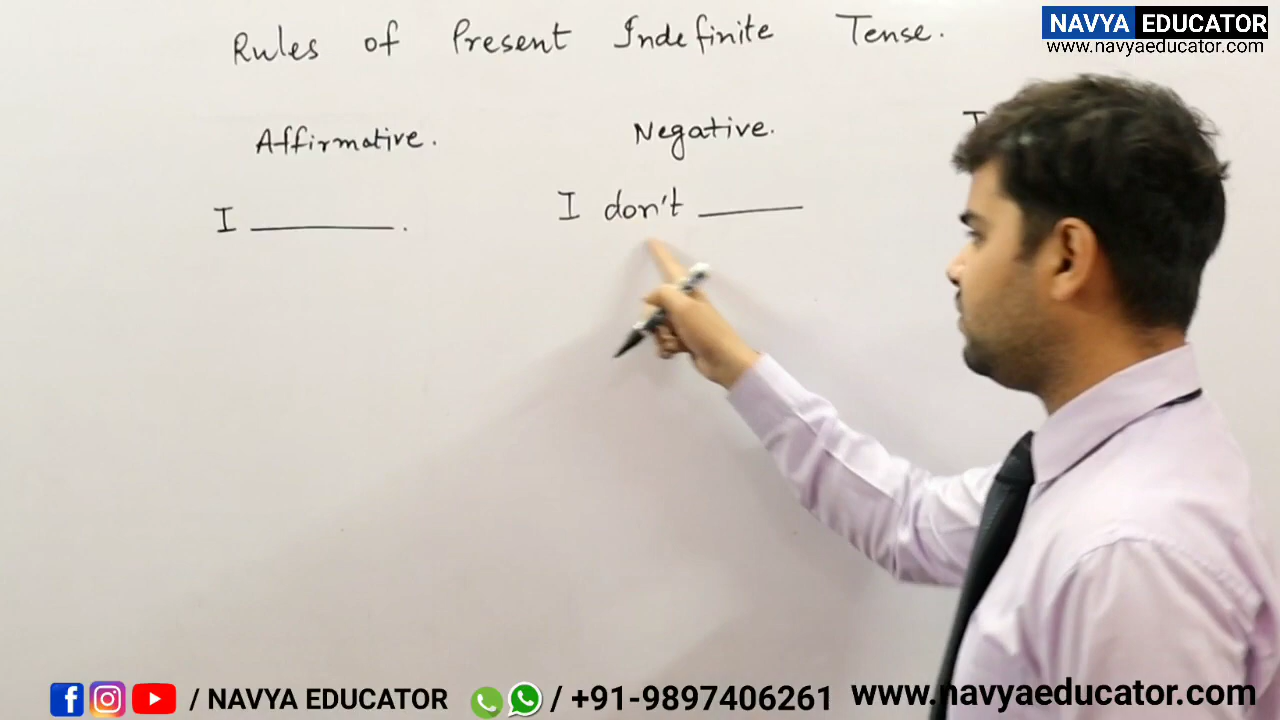 NAVYA EDUCATOR
www.navyaeducator.com
Rules of Present Indefinite Tense.
Affirmative. Negative. I
I ________ . I don't ______
/ NAVYA EDUCATOR / +91-9897406261 www.navyaeducator.com